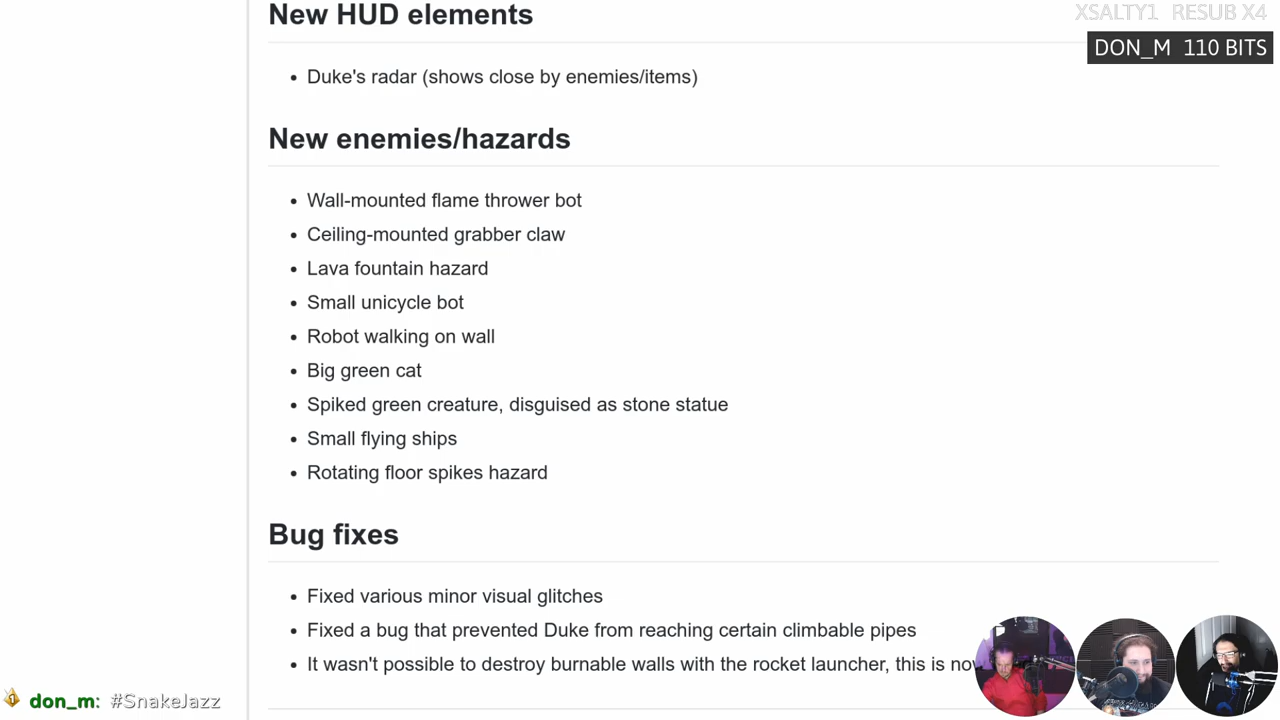 XSALTY1 RESUB X4
New HUD elements
DON_M 110 BITS
Duke's radar (shows close by enemies/items)
New enemies/hazards
Wall-mounted flame thrower bot
Ceiling-mounted grabber claw
Lava fountain hazard
Small unicycle bot
Robot walking on wall
Big green cat
Spiked green creature, disguised as stone statue
Small flying ships
Rotating floor spikes hazard
Bug fixes
Fixed various minor visual glitches
Fixed a bug that prevented Duke from reaching certain climbable pipes
It wasn't possible to destroy burnable walls with the rocket launcher, this is no
don_m: #SnakeJazz